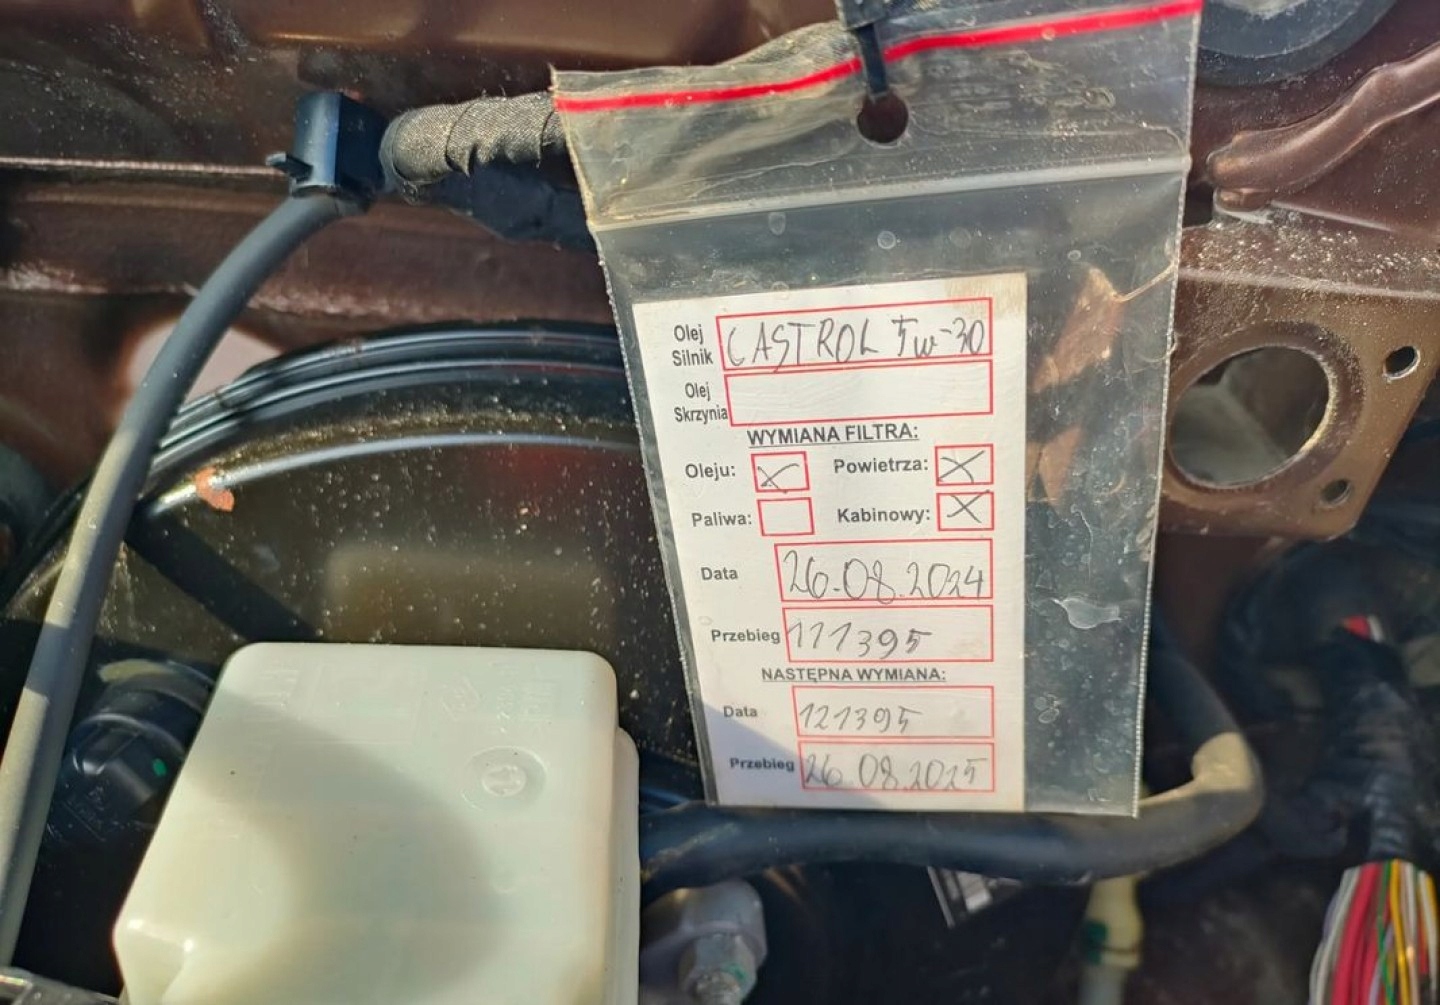 Olej Silnik CASTROL 5w-30
Olej Skrzynia
WYMIANA FILTRA:
Oleju: X Powietrza: X
Paliwa: Kabinowy: X
Data 26.08.2024
Przebieg 111395
NASTĘPNA WYMIANA:
Data 121395
Przebieg 26.08.2025